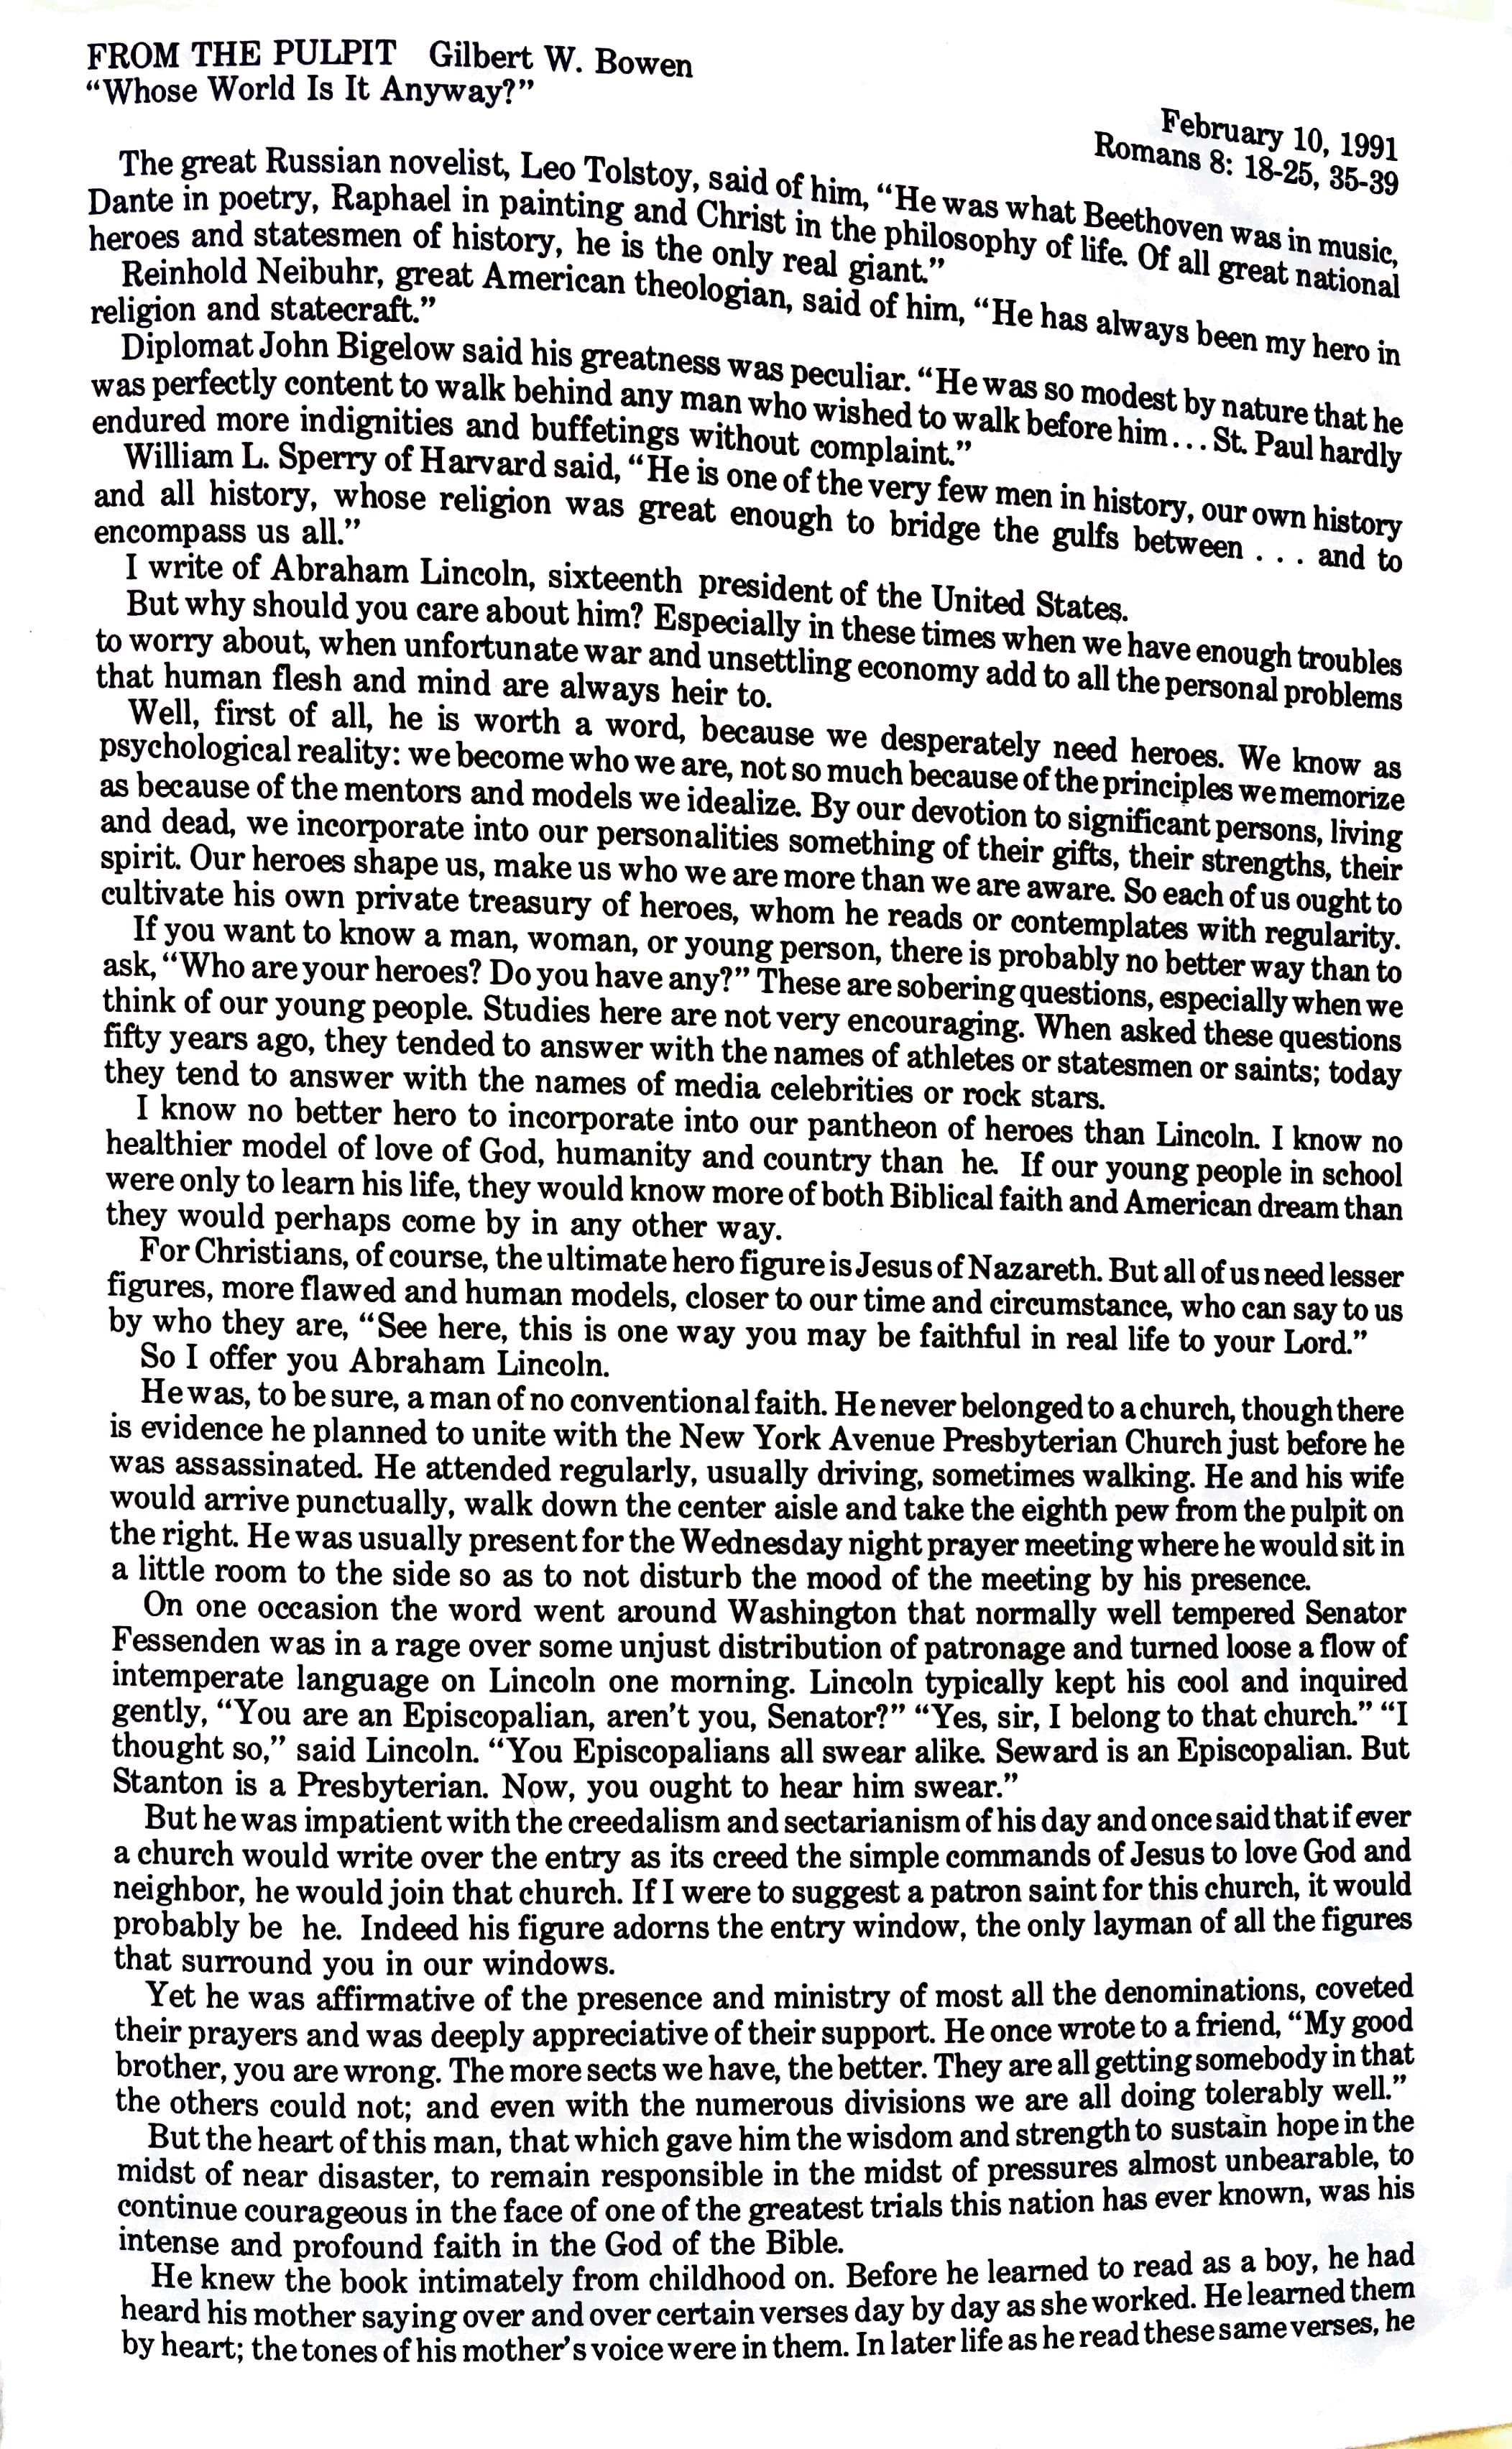 FROM THE PULPIT Gilbert W. Bowen
“Whose World Is It Anyway?”
February 10, 1991
Romans 8: 18-25, 35-39
The great Russian novelist, Leo Tolstoy, said of him, “He was what Beethoven was in music,
Dante in poetry, Raphael in painting and Christ in the philosophy of life. Of all great national
heroes and statesmen of history, he is the only real giant.”
Reinhold Neibuhr, great American theologian, said of him, “He has always been my hero in
religion and statecraft.”
Diplomat John Bigelow said his greatness was peculiar. “He was so modest by nature that he
was perfectly content to walk behind any man who wished to walk before him . . . St. Paul hardly
endured more indignities and buffetings without complaint.”
William L. Sperry of Harvard said, “He is one of the very few men in history, our own history
and all history, whose religion was great enough to bridge the gulfs between . . . and to
encompass us all.”
I write of Abraham Lincoln, sixteenth president of the United States.
But why should you care about him? Especially in these times when we have enough troubles
to worry about, when unfortunate war and unsettling economy add to all the personal problems
that human flesh and mind are always heir to.
Well, first of all, he is worth a word, because we desperately need heroes. We know as
psychological reality: we become who we are, not so much because of the principles we memorize
as because of the mentors and models we idealize. By our devotion to significant persons, living
and dead, we incorporate into our personalities something of their gifts, their strengths, their
spirit. Our heroes shape us, make us who we are more than we are aware. So each of us ought to
cultivate his own private treasury of heroes, whom he reads or contemplates with regularity.
If you want to know a man, woman, or young person, there is probably no better way than to
ask, “Who are your heroes? Do you have any?” These are sobering questions, especially when we
think of our young people. Studies here are not very encouraging. When asked these questions
fifty years ago, they tended to answer with the names of athletes or statesmen or saints; today
they tend to answer with the names of media celebrities or rock stars.
I know no better hero to incorporate into our pantheon of heroes than Lincoln. I know no
healthier model of love of God, humanity and country than he. If our young people in school
were only to learn his life, they would know more of both Biblical faith and American dream than
they would perhaps come by in any other way.
For Christians, of course, the ultimate hero figure is Jesus of Nazareth. But all of us need lesser
figures, more flawed and human models, closer to our time and circumstance, who can say to us
by who they are, “See here, this is one way you may be faithful in real life to your Lord.”
So I offer you Abraham Lincoln.
He was, to be sure, a man of no conventional faith. He never belonged to a church, though there
is evidence he planned to unite with the New York Avenue Presbyterian Church just before he
was assassinated. He attended regularly, usually driving, sometimes walking. He and his wife
would arrive punctually, walk down the center aisle and take the eighth pew from the pulpit on
the right. He was usually present for the Wednesday night prayer meeting where he would sit in
a little room to the side so as to not disturb the mood of the meeting by his presence.
On one occasion the word went around Washington that normally well tempered Senator
Fessenden was in a rage over some unjust distribution of patronage and turned loose a flow of
intemperate language on Lincoln one morning. Lincoln typically kept his cool and inquired
gently, “You are an Episcopalian, aren’t you, Senator?” “Yes, sir, I belong to that church.” “I
thought so,” said Lincoln. “You Episcopalians all swear alike. Seward is an Episcopalian. But
Stanton is a Presbyterian. Now, you ought to hear him swear.”
But he was impatient with the creedalism and sectarianism of his day and once said that if ever
a church would write over the entry as its creed the simple commands of Jesus to love God and
neighbor, he would join that church. If I were to suggest a patron saint for this church, it would
probably be he. Indeed his figure adorns the entry window, the only layman of all the figures
that surround you in our windows.
Yet he was affirmative of the presence and ministry of most all the denominations, coveted
their prayers and was deeply appreciative of their support. He once wrote to a friend, “My good
brother, you are wrong. The more sects we have, the better. They are all getting somebody in that
the others could not; and even with the numerous divisions we are all doing tolerably well.”
But the heart of this man, that which gave him the wisdom and strength to sustain hope in the
midst of near disaster, to remain responsible in the midst of pressures almost unbearable, to
continue courageous in the face of one of the greatest trials this nation has ever known, was his
intense and profound faith in the God of the Bible.
He knew the book intimately from childhood on. Before he learned to read as a boy, he had
heard his mother saying over and over certain verses day by day as she worked. He learned them
by heart; the tones of his mother’s voice were in them. In later life as he read these same verses, he